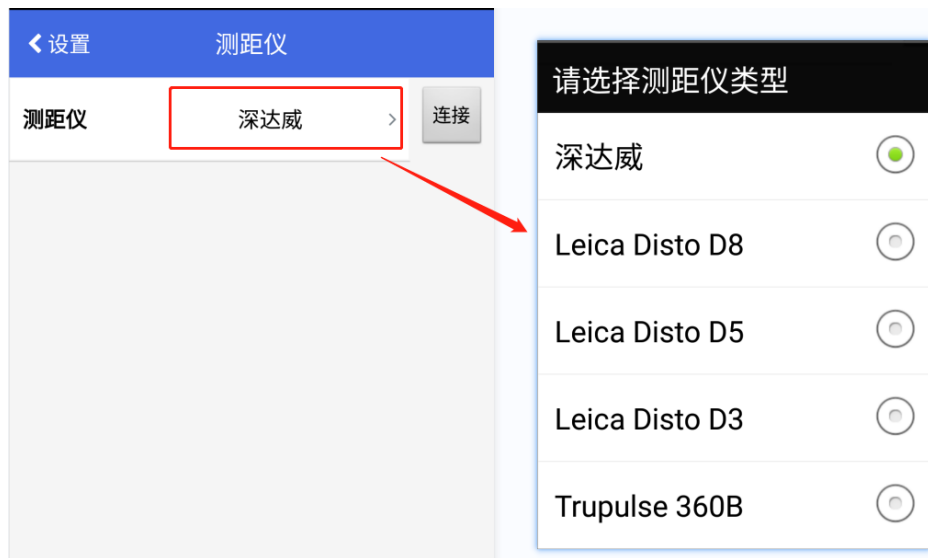 设置
测距仪
测距仪
深达威
连接
请选择测距仪类型
深达威
Leica Disto D8
Leica Disto D5
Leica Disto D3
Trupulse 360B